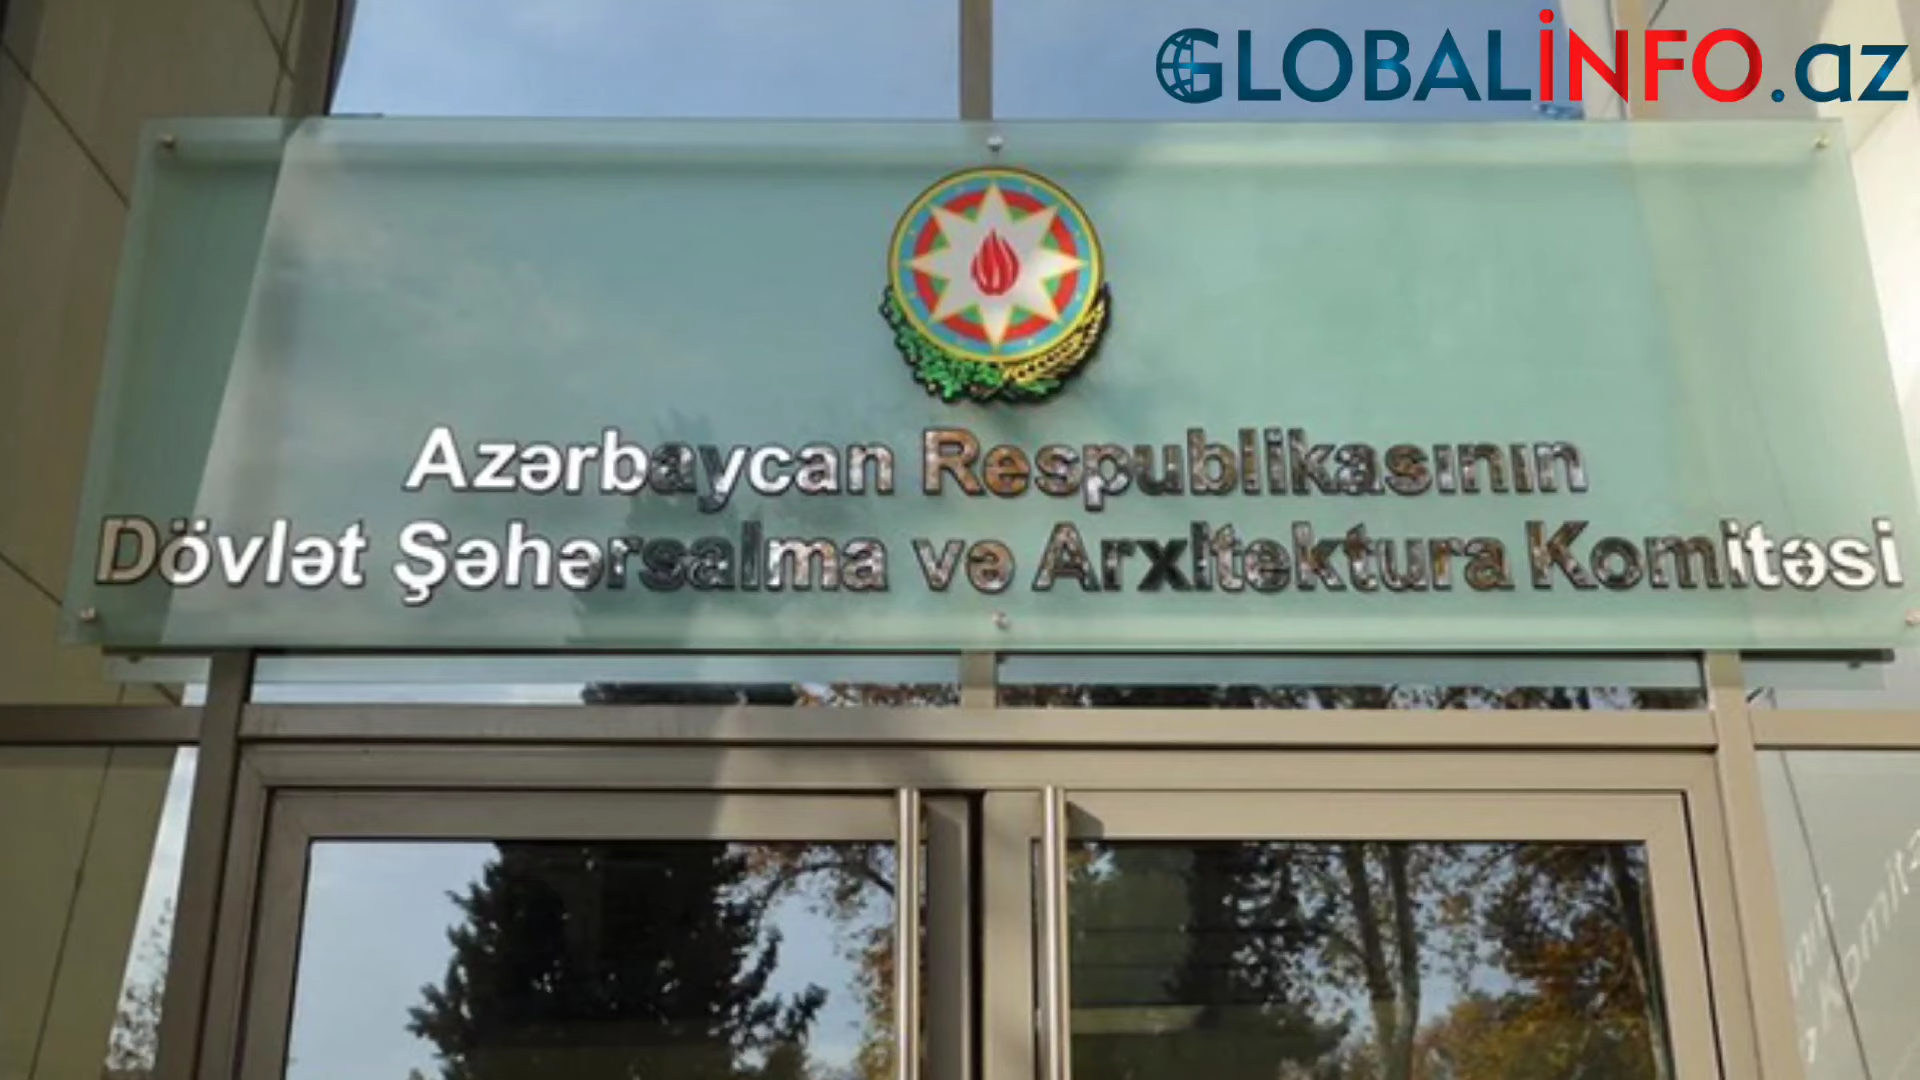 GLOBALİNFO.az
Azərbaycan Respublikasının
Dövlət Şəhərsalma və Arxitektura Komitəsi